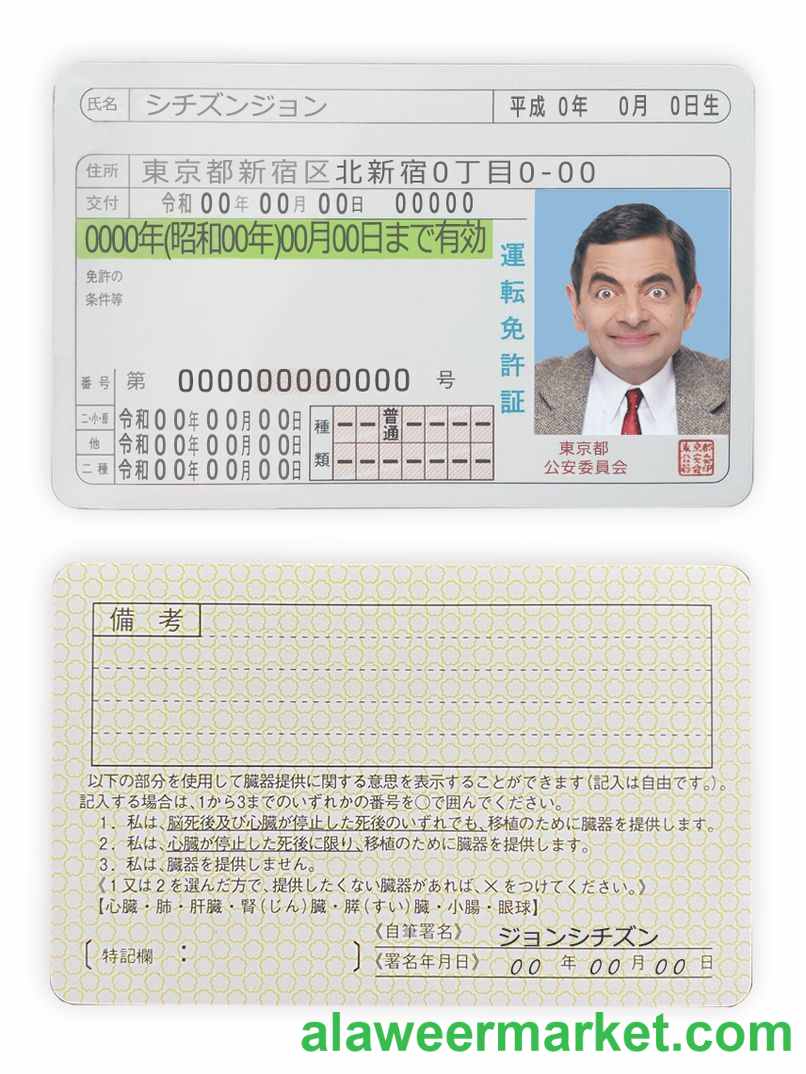 氏名 シチズンジョン 平成 0年 0月 0日生
住所 東京都新宿区北新宿0丁目0-00
交付 令和 00年 00月 00日 00000
0000年(昭和00年)00月00日まで有効
免許の
条件等
運転免許証
番号 第 000000000000 号
二・小・原 令和00年00月00日
他 令和00年00月00日
二種 令和00年00月00日
種類 ーー普通ーーーー
ーーーーーーー
東京都
公安委員会
備考
以下の部分を使用して臓器提供に関する意思を表示することができます(記入は自由です。)。
記入する場合は、1から3までのいずれかの番号を○で囲んでください。
1. 私は、脳死後及び心臓が停止した死後のいずれでも、移植のために臓器を提供します。
2. 私は、心臓が停止した死後に限り、移植のために臓器を提供します。
3. 私は、臓器を提供しません。
《1又は2を選んだ方で、提供したくない臓器があれば、×をつけてください。》
【心臓・肺・肝臓・腎(じん)臓・膵(すい)臓・小腸・眼球】
〔特記欄:〕
《自筆署名》 ジョンシチズン
《署名年月日》 00 年 00 月 00 日
alaweermarket.com